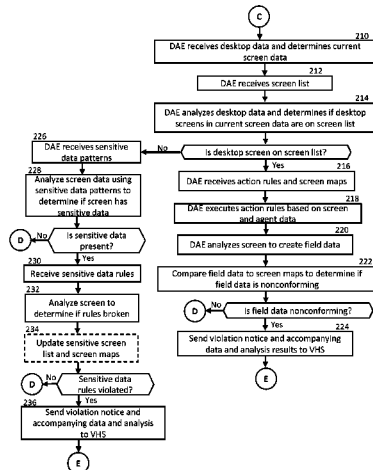 C
210
DAE receives desktop data and determines current
screen data
212
DAE receives screen list
214
DAE analyzes desktop data and determines if desktop
screens in current screen data are on screen list
Is desktop screen on screen list?
No
Yes
216
DAE receives action rules and screen maps
218
DAE executes action rules based on screen
and agent data
220
DAE analyzes screen to create field data
222
Compare field data to screen maps to determine if
field data is nonconforming
Is field data nonconforming?
No
D
Yes
224
Send violation notice and accompanying
data and analysis results to VHS
E
226
DAE receives sensitive
data patterns
228
Analyze screen data using
sensitive data patterns to
determine if screen has
sensitive data
Is sensitive data
present?
No
D
Yes
230
Receive sensitive data rules
232
Analyze screen to
determine if rules broken
234
Update sensitive screen
list and screen maps
Sensitive data
rules violated?
No
D
Yes
236
Send violation notice and
accompanying data and analysis
to VHS
E